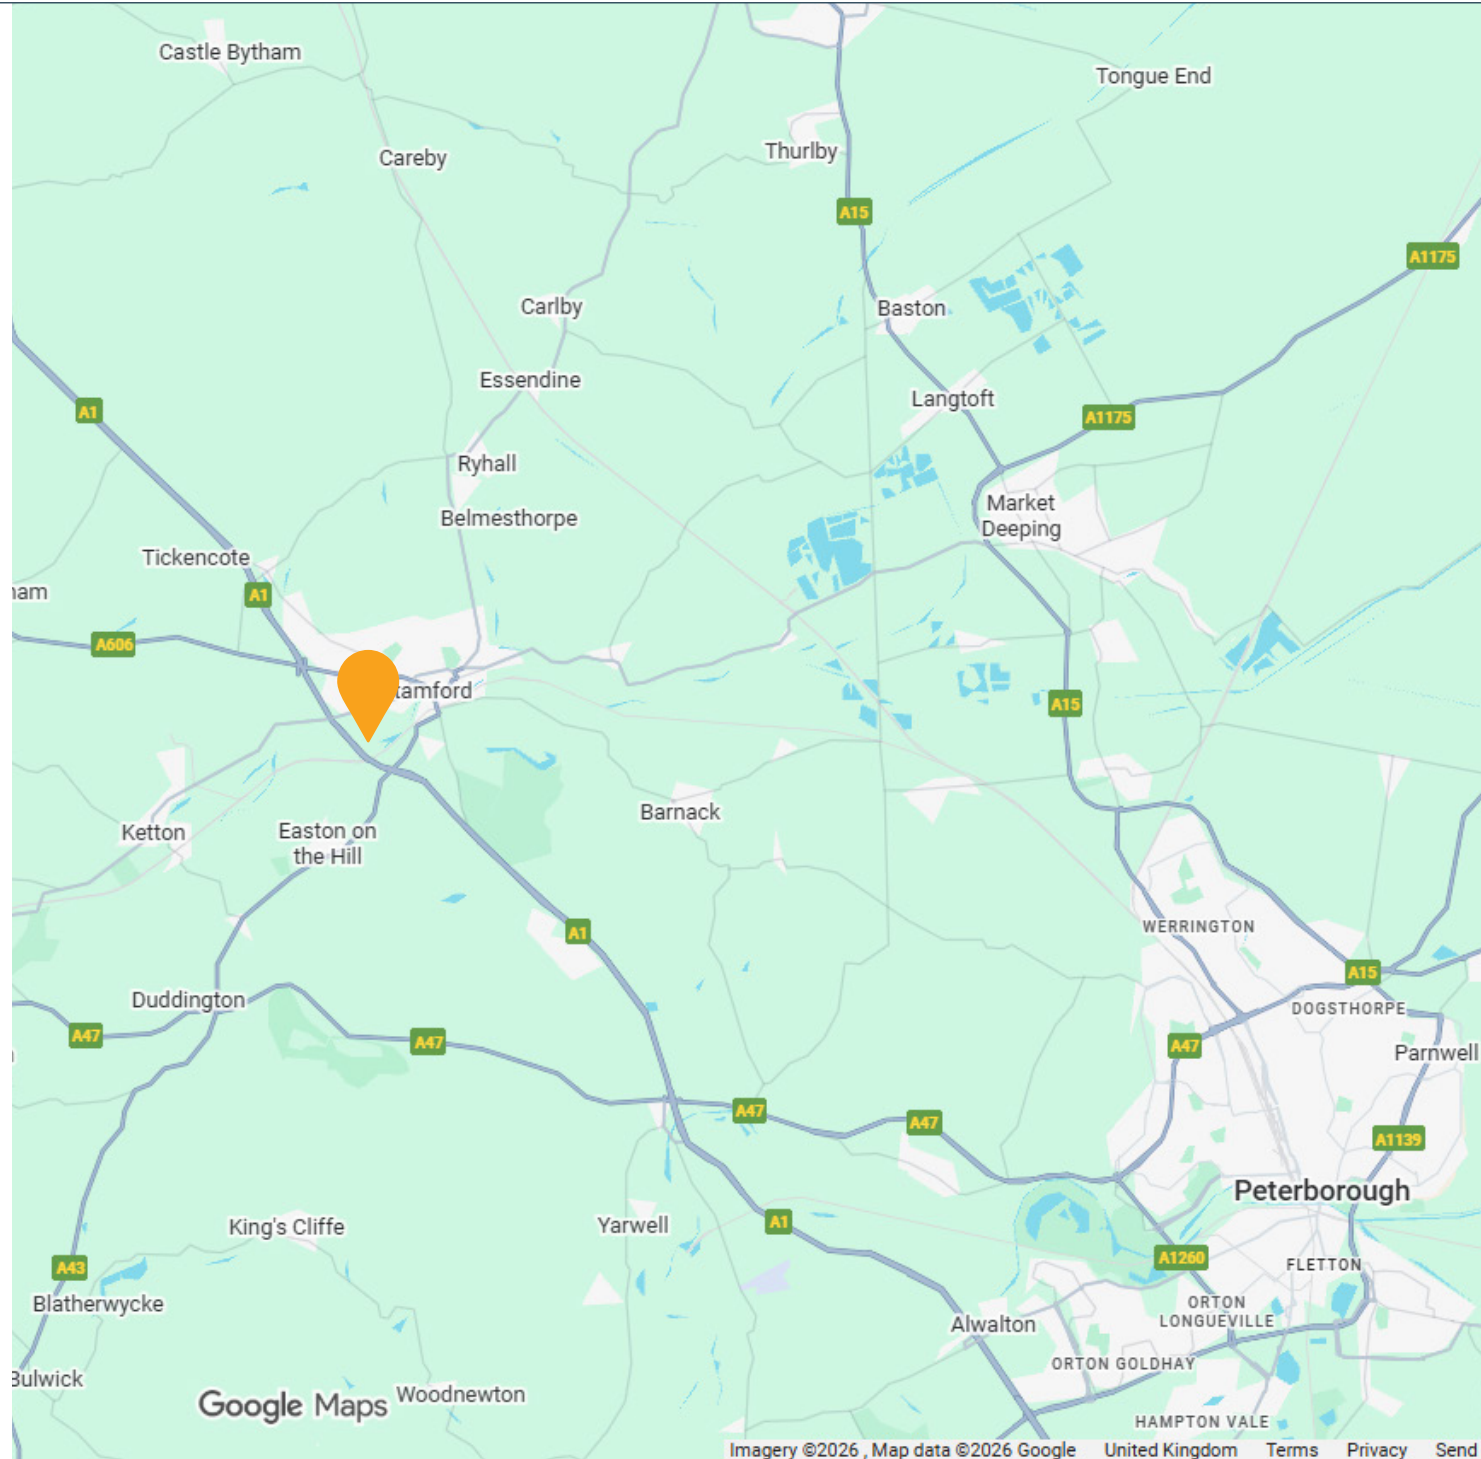 Castle Bytham
Tongue End
Careby
Thurlby
A15
A1175
Carlby
Baston
Essendine
Langtoft
A1
A1175
Ryhall
Market
Deeping
Belmesthorpe
Tickencote
A1
A606
tamford
A15
Barnack
Ketton
Easton on
the Hill
WERRINGTON
A1
A15
Duddington
DOGSTHORPE
A47
A47
A47
Parnwell
A47
A47
A1139
Peterborough
King's Cliffe
Yarwell
A1
A1260
A43
FLETTON
Blatherwycke
ORTON
LONGUEVILLE
Alwalton
ORTON GOLDHAY
Bulwick
Woodnewton
Google Maps
HAMPTON VALE
Imagery ©2026 , Map data ©2026 Google United Kingdom Terms Privacy Send